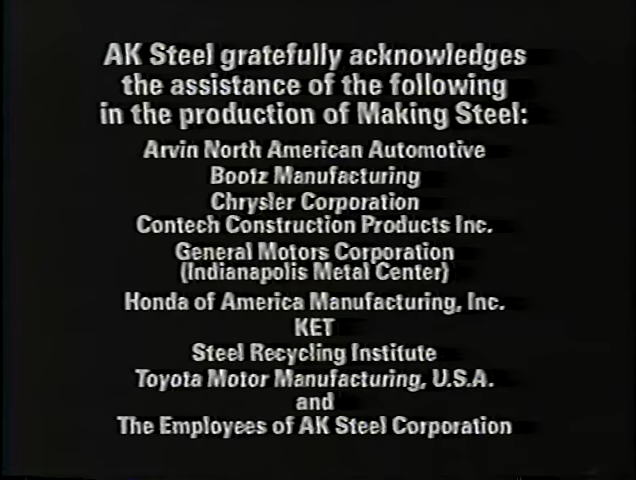 AK Steel gratefully acknowledges
the assistance of the following
in the production of Making Steel:
Arvin North American Automotive
Bootz Manufacturing
Chrysler Corporation
Contech Construction Products Inc.
General Motors Corporation
(Indianapolis Metal Center)
Honda of America Manufacturing, Inc.
KET
Steel Recycling Institute
Toyota Motor Manufacturing, U.S.A.
and
The Employees of AK Steel Corporation